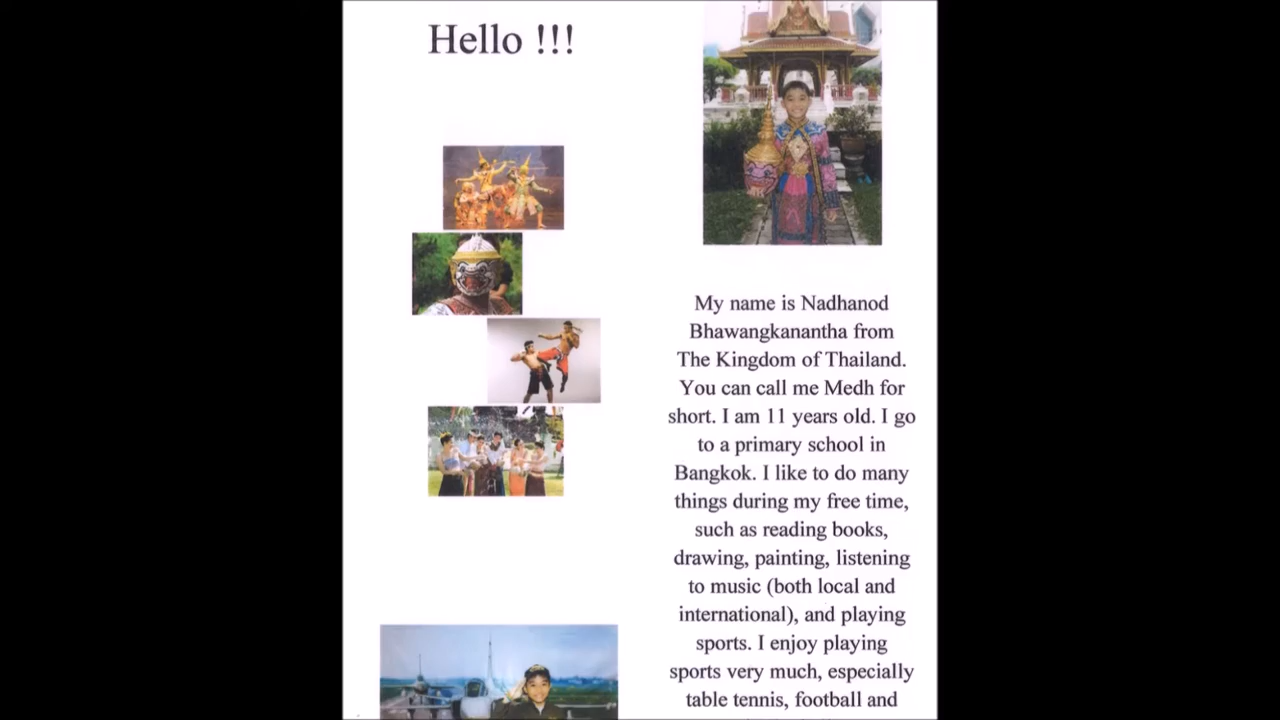 Hello !!!
My name is Nadhanod
Bhawangkanantha from
The Kingdom of Thailand.
You can call me Medh for
short. I am 11 years old. I go
to a primary school in
Bangkok. I like to do many
things during my free time,
such as reading books,
drawing, painting, listening
to music (both local and
international), and playing
sports. I enjoy playing
sports very much, especially
table tennis, football and